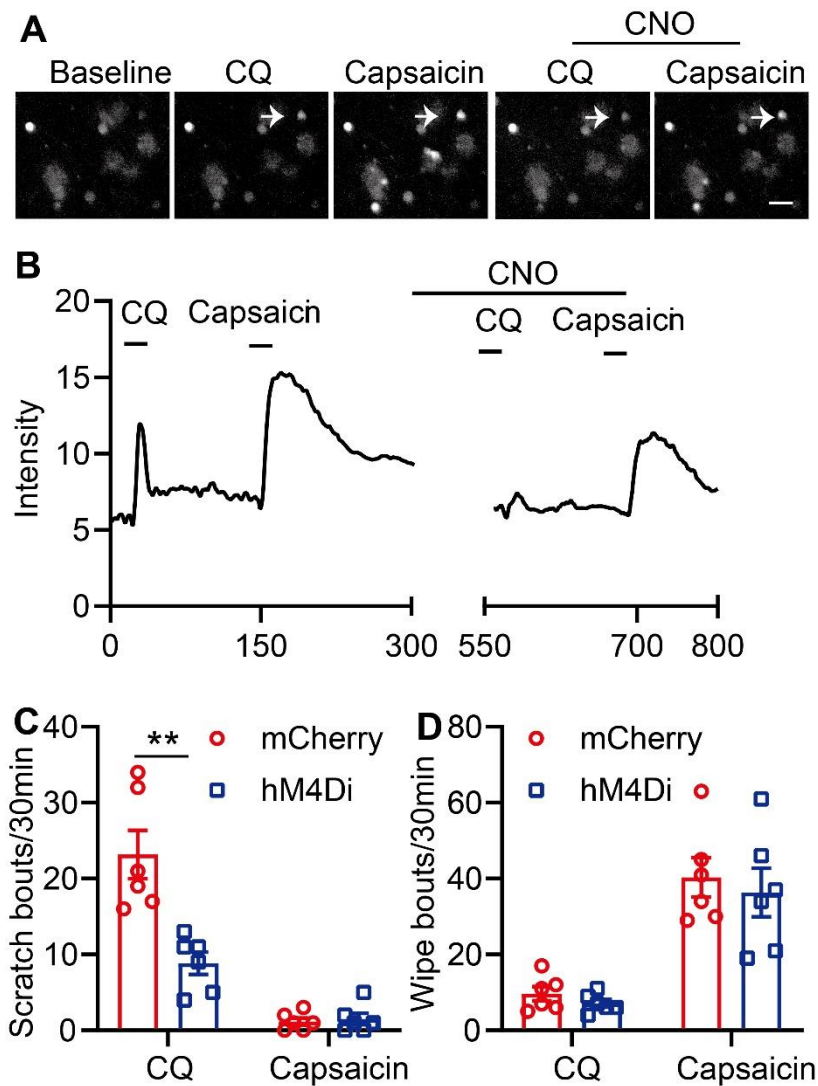 A
CNO
Baseline CQ Capsaicin CQ Capsaicin
B
CNO
20
CQ Capsaicin CQ Capsaicin
15
Intensity
10
5
0
0 150 300 550 700 800
C
40
** mCherry
hM4Di
30
Scratch bouts/30min
20
10
0
CQ Capsaicin
D
80
mCherry
hM4Di
60
Wipe bouts/30min
40
20
0
CQ Capsaicin